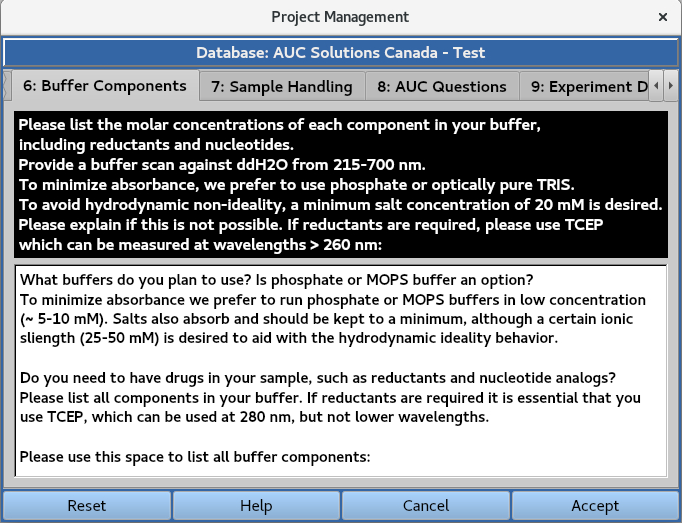 Project Management
×
Database: AUC Solutions Canada - Test
6: Buffer Components
7: Sample Handling
8: AUC Questions
9: Experiment D
Please list the molar concentrations of each component in your buffer,
including reductants and nucleotides.
Provide a buffer scan against ddH2O from 215-700 nm.
To minimize absorbance, we prefer to use phosphate or optically pure TRIS.
To avoid hydrodynamic non-ideality, a minimum salt concentration of 20 mM is desired.
Please explain if this is not possible. If reductants are required, please use TCEP
which can be measured at wavelengths > 260 nm:
What buffers do you plan to use? Is phosphate or MOPS buffer an option?
To minimize absorbance we prefer to run phosphate or MOPS buffers in low concentration
(~ 5-10 mM). Salts also absorb and should be kept to a minimum, although a certain ionic
sliength (25-50 mM) is desired to aid with the hydrodynamic ideality behavior.
Do you need to have drugs in your sample, such as reductants and nucleotide analogs?
Please list all components in your buffer. If reductants are required it is essential that you
use TCEP, which can be used at 280 nm, but not lower wavelengths.
Please use this space to list all buffer components:
Reset
Help
Cancel
Accept